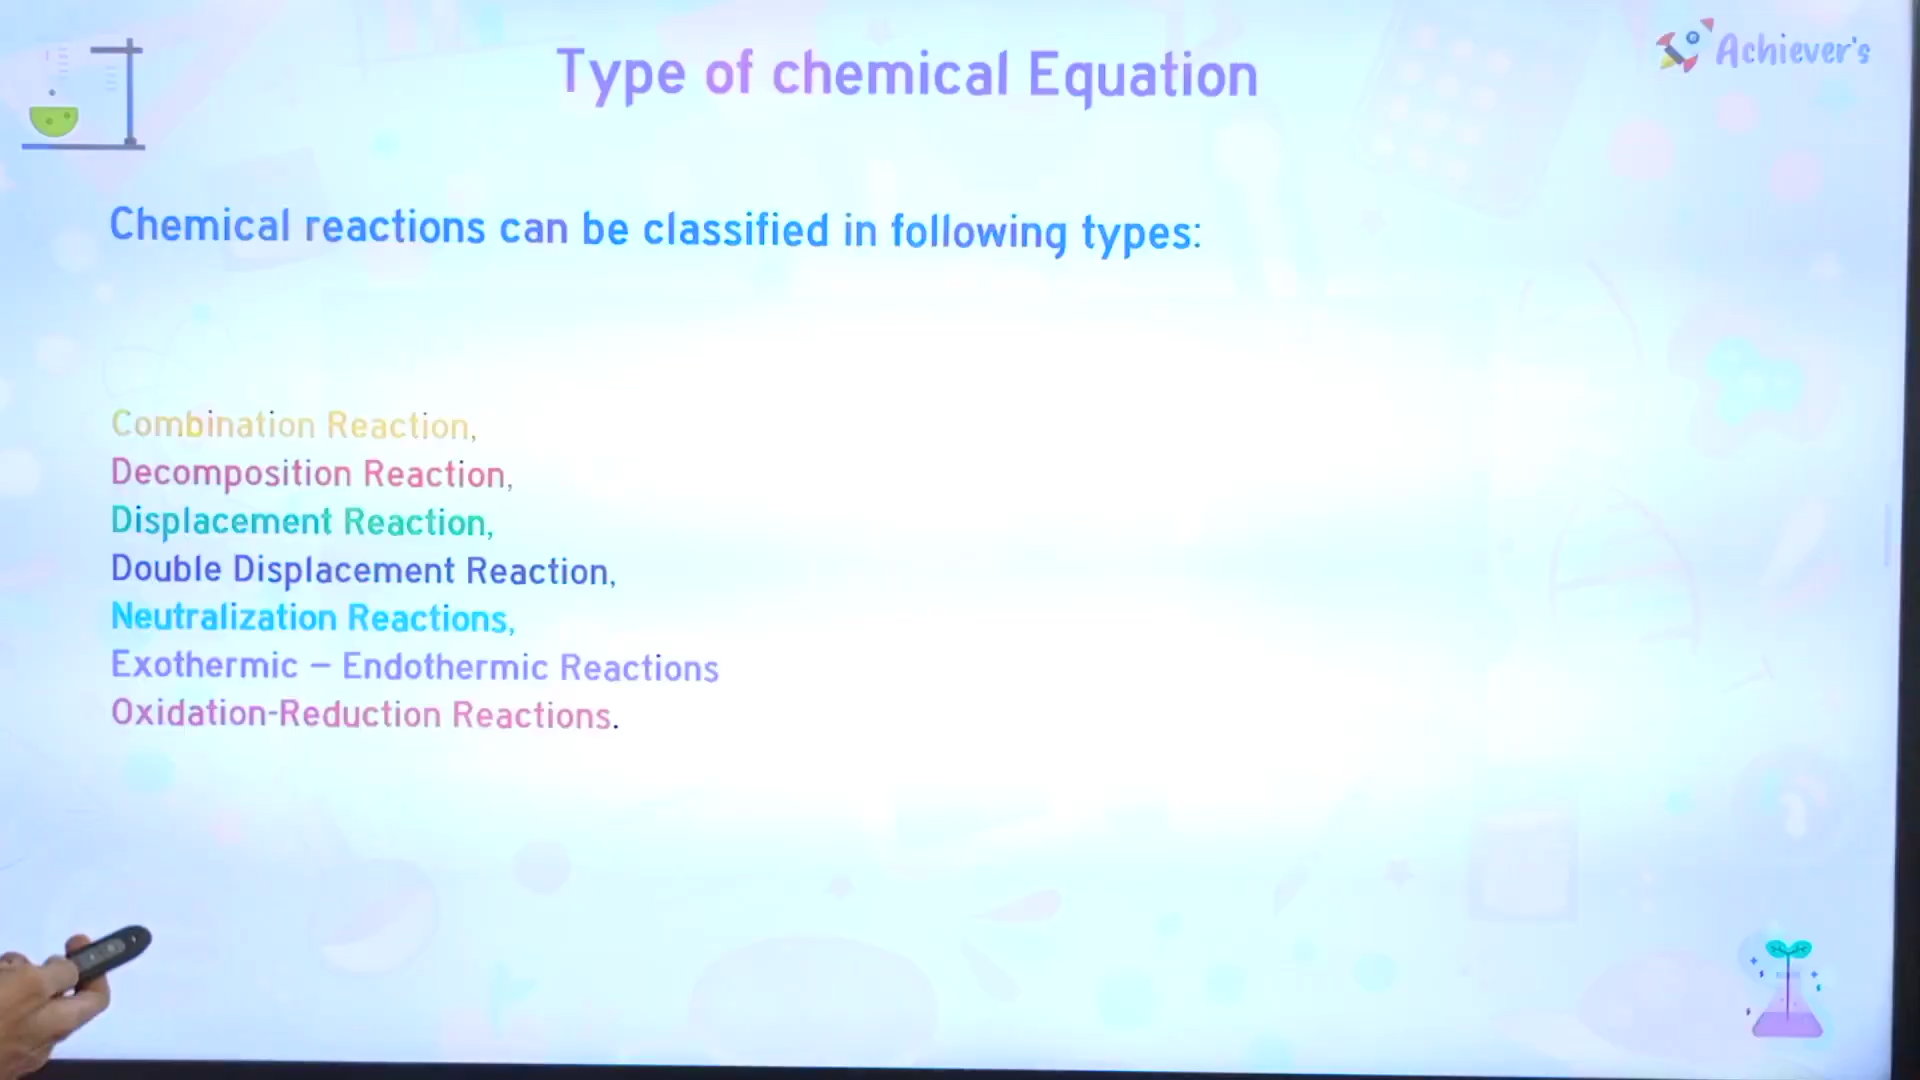 Type of chemical Equation
Achiever's
Chemical reactions can be classified in following types:
Combination Reaction,
Decomposition Reaction,
Displacement Reaction,
Double Displacement Reaction,
Neutralization Reactions,
Exothermic – Endothermic Reactions
Oxidation-Reduction Reactions.